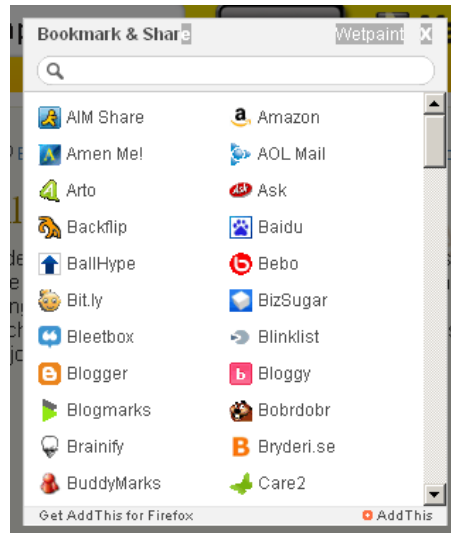 Bookmark & Share Wetpaint X
AIM Share Amazon
Amen Me! AOL Mail
Arto Ask
Backflip Baidu
BallHype Bebo
Bit.ly BizSugar
Bleetbox Blinklist
Blogger Bloggy
Blogmarks Bobrdobr
Brainify Bryderi.se
BuddyMarks Care2
Get AddThis for Firefox AddThis